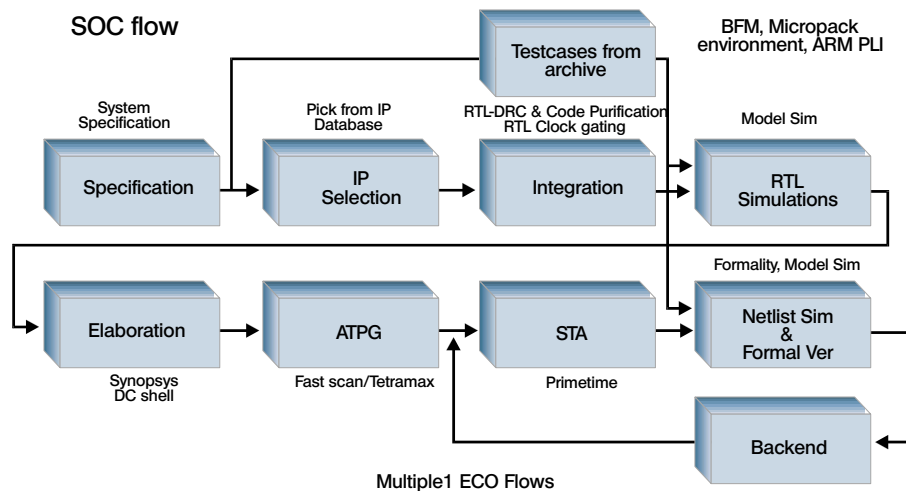 SOC flow
BFM, Micropack
environment, ARM PLI
Testcases from
archive
System
Specification
Pick from IP
Database
RTL-DRC & Code Purification
RTL Clock gating
Model Sim
Specification
IP
Selection
Integration
RTL
Simulations
Formality, Model Sim
Elaboration
ATPG
STA
Netlist Sim
&
Formal Ver
Synopsys
DC shell
Fast scan/Tetramax
Primetime
Backend
Multiple1 ECO Flows